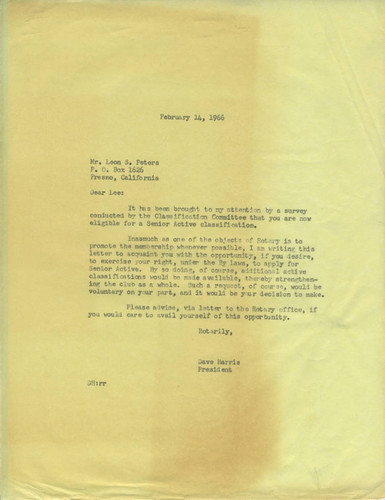 February 14, 1966
Mr. Leon S. Peters
P. O. Box 1626
Fresno, California
Dear Lee:
It has been brought to my attention by a survey
conducted by the Classification Committee that you are now
eligible for a Senior Active classification.
Inasmuch as one of the objects of Rotary is to
promote the membership whenever possible, I am writing this
letter to acquaint you with the opportunity, if you desire,
to exercise your right, under the By Laws, to apply for
Senior Active. By so doing, of course, additional active
classifications would be made available, thereby strengthen-
ing the club as a whole. Such a request, of course, would be
voluntary on your part, and it would be your decision to make.
Please advise, via letter to the Rotary office, if
you would care to avail yourself of this opportunity.
Rotarily,
Dave Harris
President
DH:rr